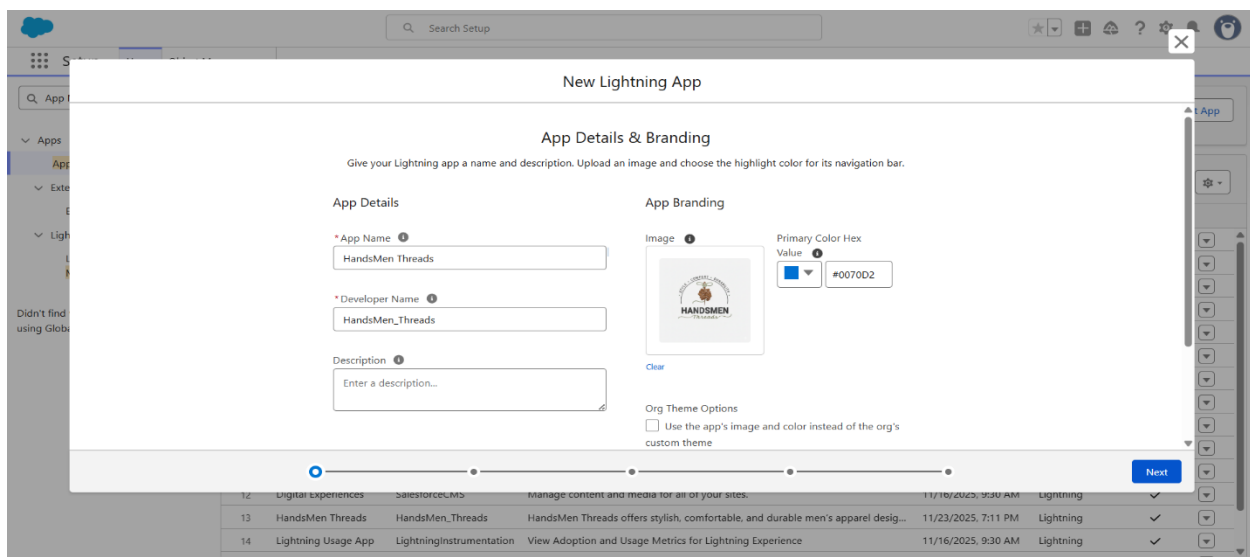 Search Setup
New Lightning App
App Details & Branding
Give your Lightning app a name and description. Upload an image and choose the highlight color for its navigation bar.
App Details
App Branding
* App Name
HandsMen Threads
* Developer Name
HandsMen_Threads
Description
Enter a description...
Image
HANDSMEN
Threads
Clear
Primary Color Hex
Value
#0070D2
Org Theme Options
Use the app's image and color instead of the org's
custom theme
Next
App
Apps
App
Didn't find
12 Digital Experiences SalesforceCMS Manage content and media for all of your sites. 11/16/2025, 9:30 AM Lightning
13 HandsMen Threads HandsMen_Threads HandsMen Threads offers stylish, comfortable, and durable men's apparel desig... 11/23/2025, 7:11 PM Lightning
14 Lightning Usage App LightningInstrumentation View Adoption and Usage Metrics for Lightning Experience 11/16/2025, 9:30 AM Lightning